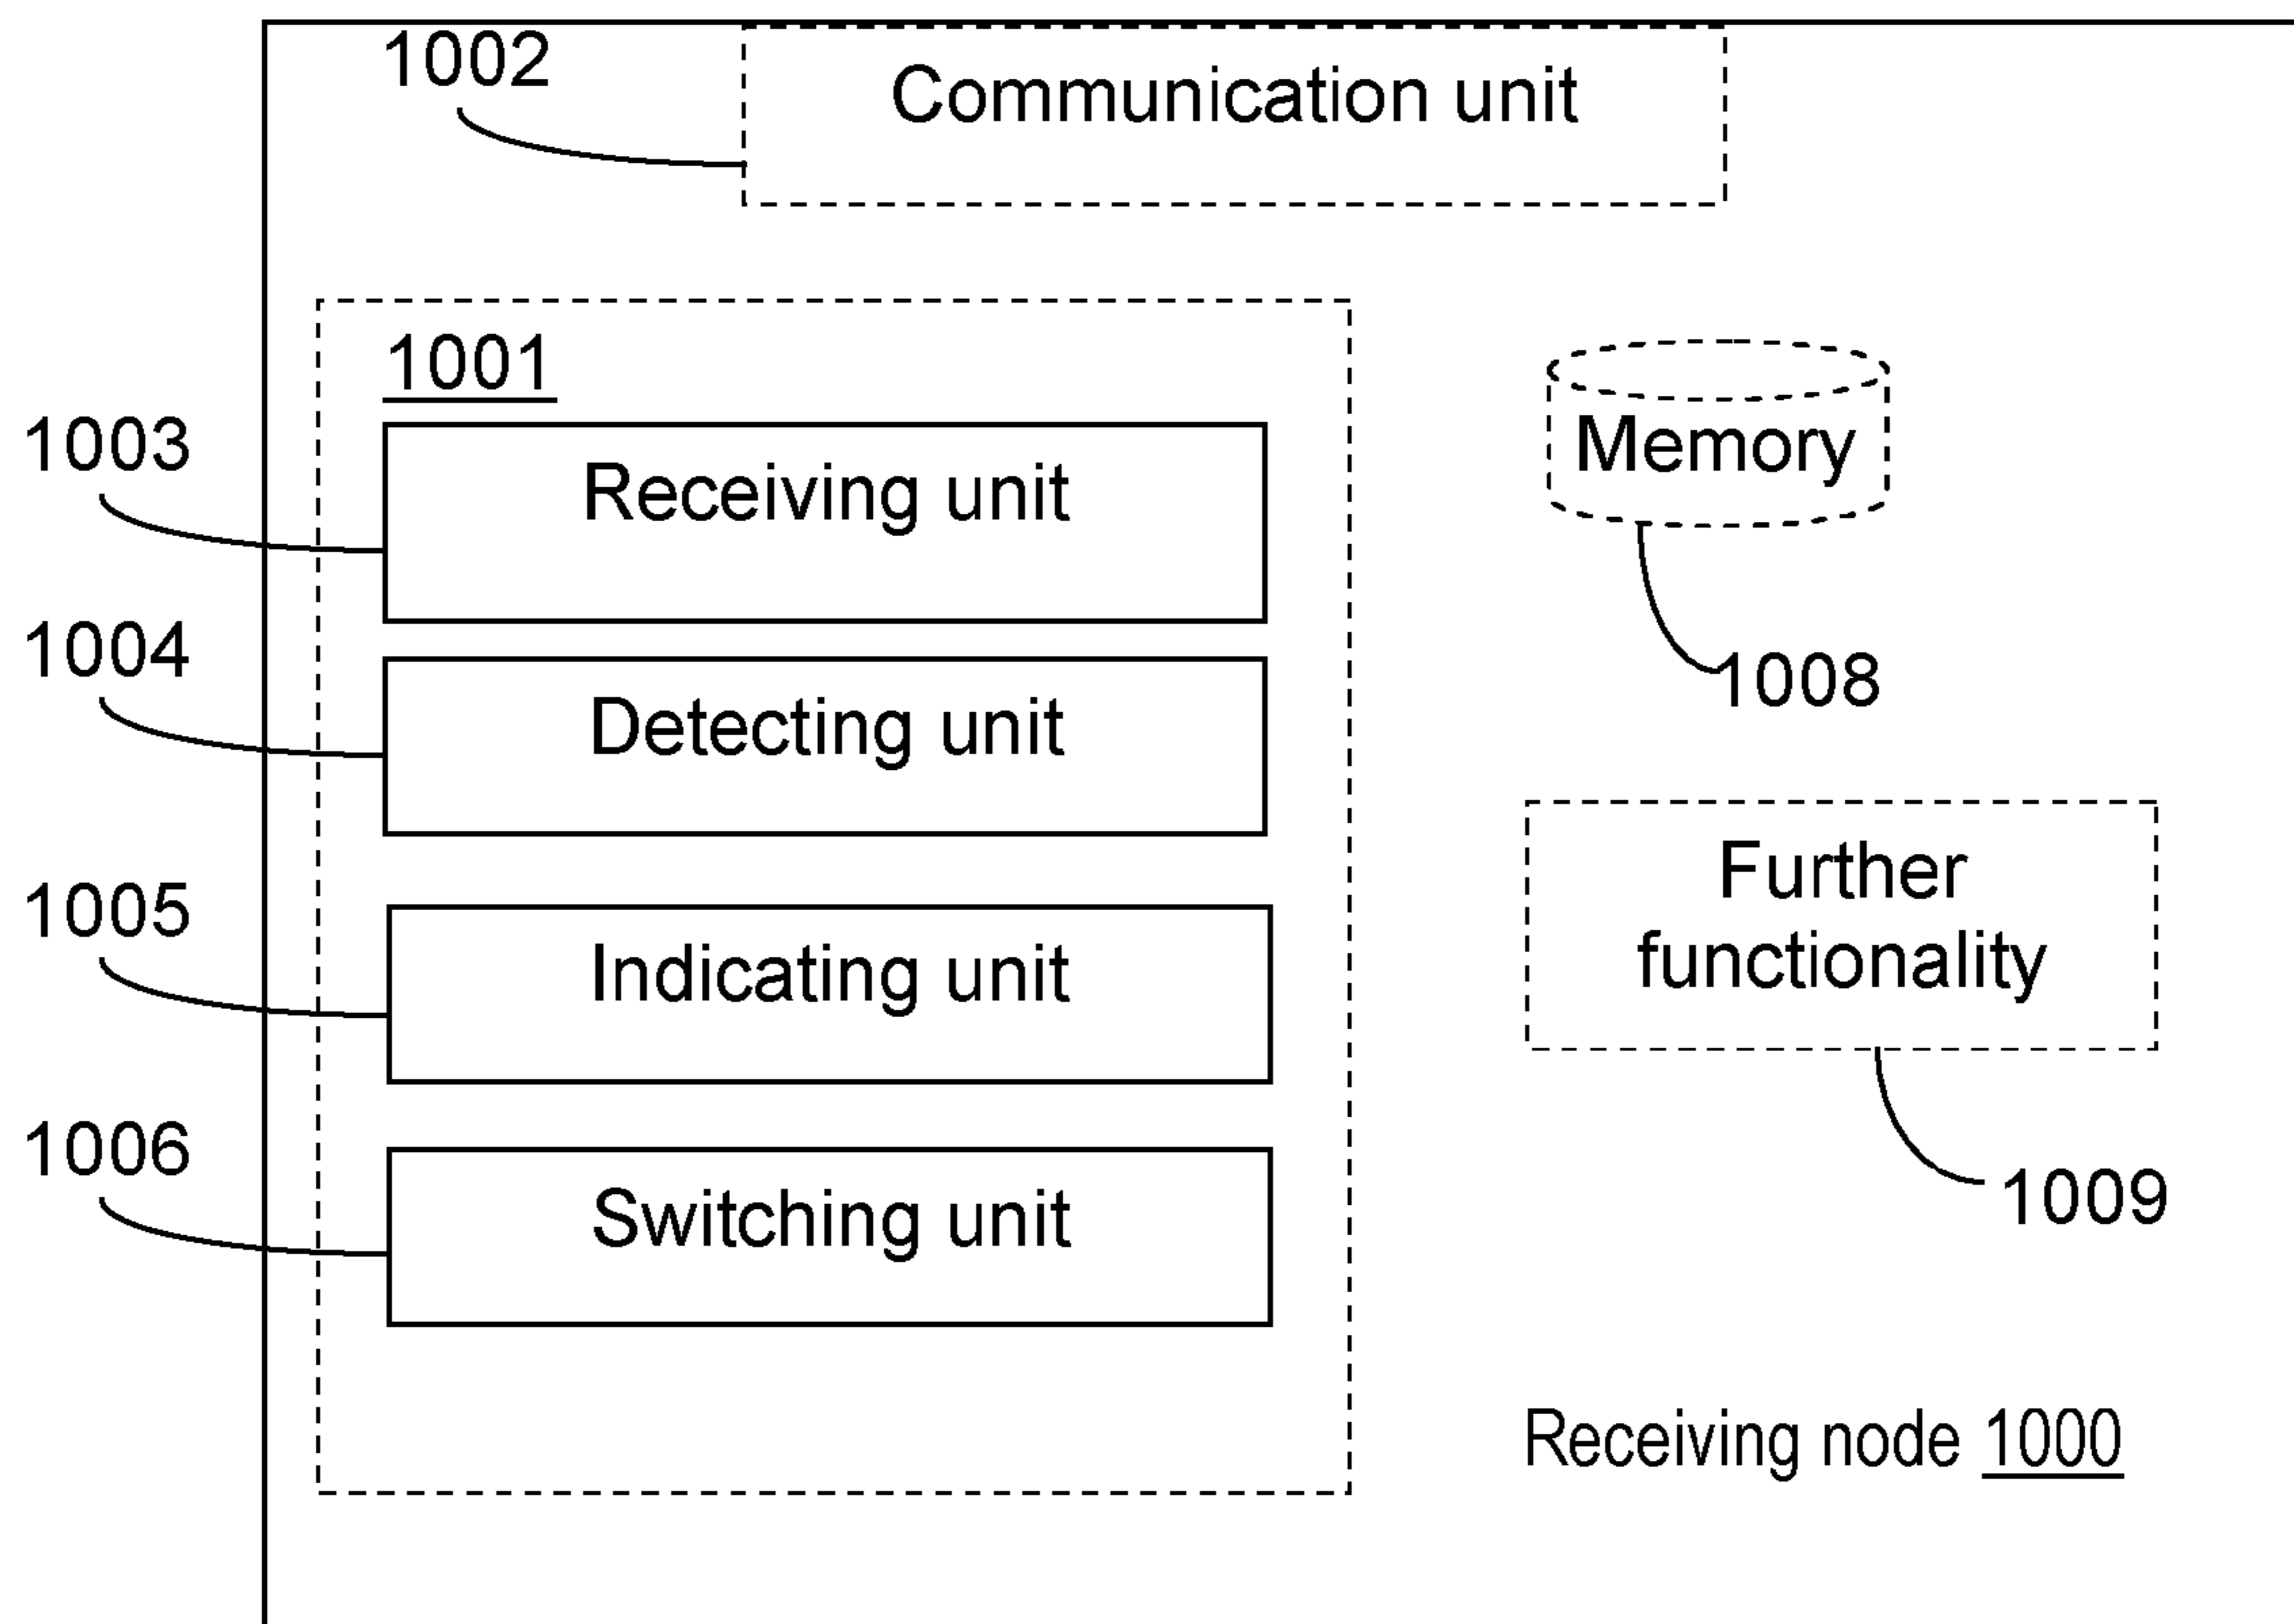 1002
Communication unit
1001
1003
Receiving unit
Memory
1004
Detecting unit
1008
1005
Indicating unit
Further
functionality
1006
Switching unit
1009
Receiving node 1000